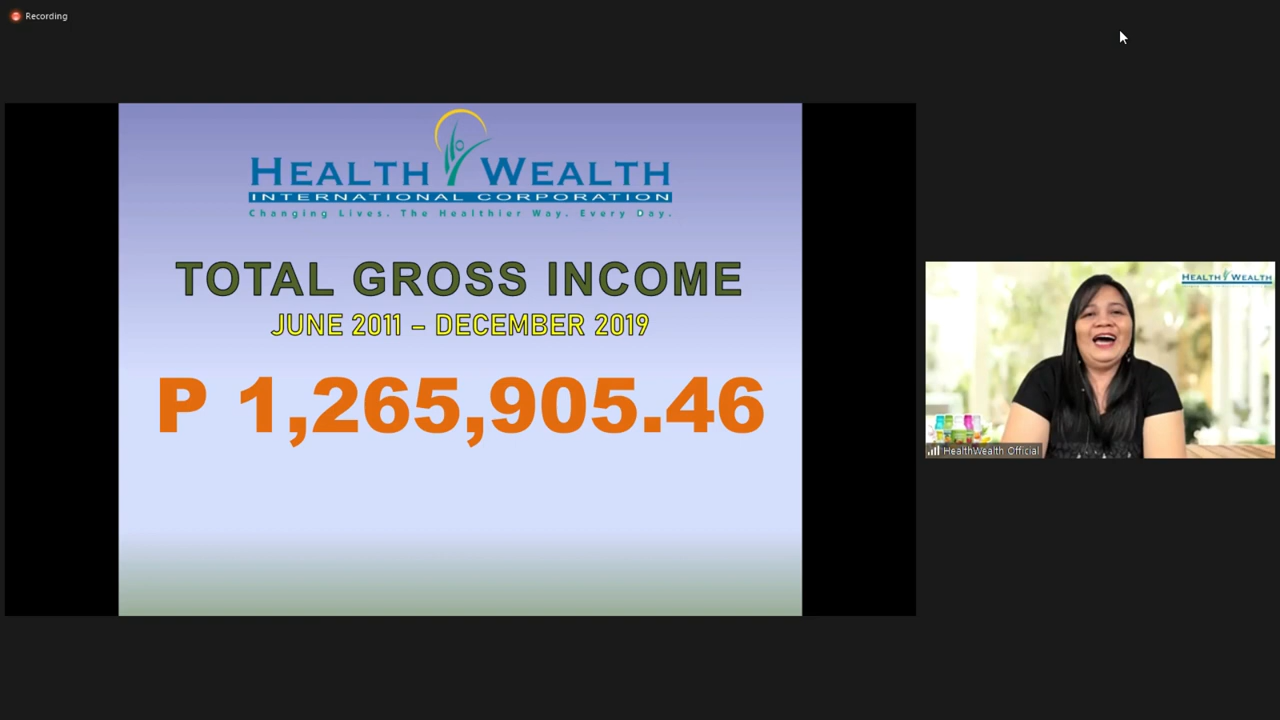 Recording
HEALTH WEALTH
INTERNATIONAL CORPORATION
Changing Lives. The Healthier Way. Every Day.
TOTAL GROSS INCOME
JUNE 2011 – DECEMBER 2019
P 1,265,905.46
HEALTH WEALTH
HealthWealth Official